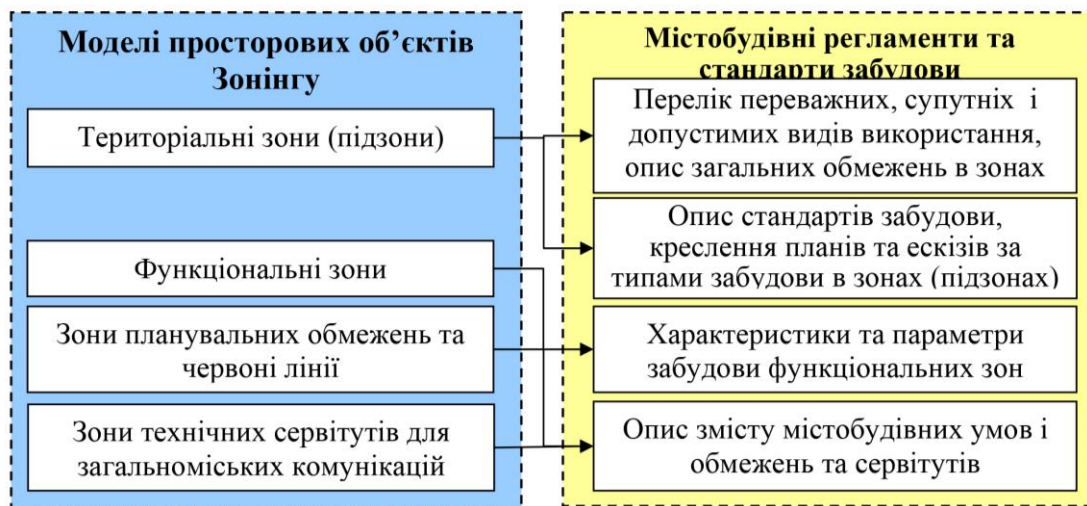 Моделі просторових об’єктів
Зонінгу
Територіальні зони (підзони)
Функціональні зони
Зони планувальних обмежень та
червоні лінії
Зони технічних сервітутів для
загальноміських комунікацій
Містобудівні регламенти та
стандарти забудови
Перелік переважних, супутніх і
допустимих видів використання,
опис загальних обмежень в зонах
Опис стандартів забудови,
креслення планів та ескізів за
типами забудови в зонах (підзонах)
Характеристики та параметри
забудови функціональних зон
Опис змісту містобудівних умов і
обмежень та сервітутів